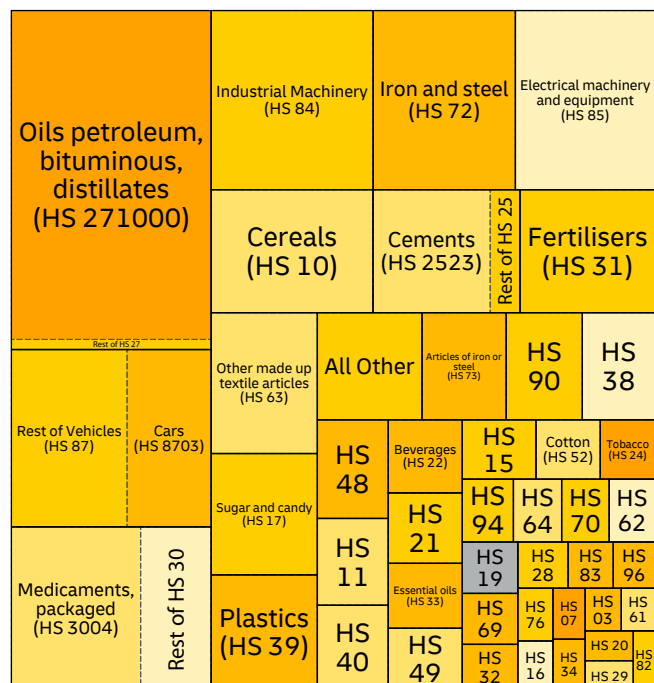 Oils petroleum,
bituminous,
distillates
(HS 271000)
Rest of HS 27
Rest of Vehicles
(HS 87)
Cars
(HS 8703)
Medicaments,
packaged
(HS 3004)
Rest of HS 30
Industrial Machinery
(HS 84)
Iron and steel
(HS 72)
Electrical machinery
and equipment
(HS 85)
Cereals
(HS 10)
Cements
(HS 2523)
Rest of HS 25
Fertilisers
(HS 31)
Other made up
textile articles
(HS 63)
Sugar and candy
(HS 17)
Plastics
(HS 39)
All Other
Articles of iron or
steel
(HS 73)
HS
90
HS
38
HS
48
HS
11
HS
40
Beverages
(HS 22)
HS
21
Essential oils
(HS 33)
HS
49
HS
15
Cotton
(HS 52)
Tobacco
(HS 24)
HS
94
HS
64
HS
70
HS
62
HS
19
HS
28
HS
83
HS
96
HS
69
HS
32
HS
76
HS
07
HS
03
HS
61
HS
16
HS
34
HS 20
HS 29
HS
82